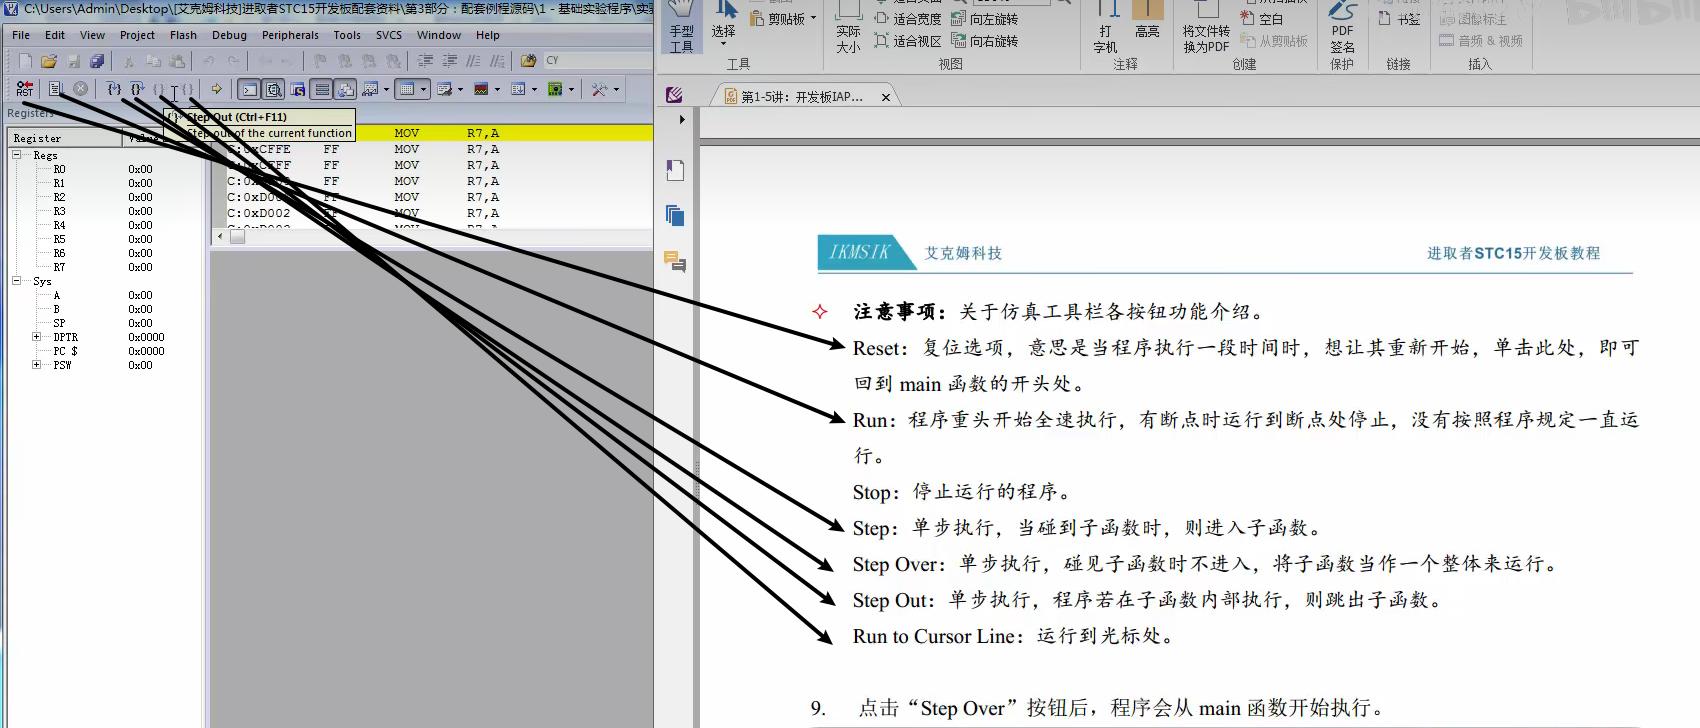 C:\Users\Admin\Desktop\[艾克姆科技]进取者STC15开发板配套资料\第3部分：配套例程源码\1 - 基础实验程序\实
File Edit View Project Flash Debug Peripherals Tools SVCS Window Help
CY
RST
Registers
Register
Step Out (Ctrl+F11)
Step out of the current function
MOV R7,A
C:0xCFFE FF MOV R7,A
FF MOV R7,A
MOV R7,A
MOV R7,A
C:0xD002 MOV R7,A
Regs
R0 0x00
R1 0x00
R2 0x00
R3 0x00
R4 0x00
R5 0x00
R6 0x00
R7 0x00
Sys
A 0x00
B 0x00
SP 0x00
DPTR 0x0000
PC $ 0x0000
PSW 0x00
手型工具
选择
剪贴板
工具
实际大小
适合宽度
适合视区
向左旋转
向右旋转
视图
打字机
高亮
注释
将文件转换为PDF
空白
从剪贴板
创建
PDF签名
保护
书签
链接
图像标注
音频 & 视频
插入
第1-5讲：开发板IAP...
IKMSIK 艾克姆科技 进取者STC15开发板教程
注意事项：关于仿真工具栏各按钮功能介绍。
Reset：复位选项，意思是当程序执行一段时间时，想让其重新开始，单击此处，即可
回到 main 函数的开头处。
Run：程序重头开始全速执行，有断点时运行到断点处停止，没有按照程序规定一直运
行。
Stop：停止运行的程序。
Step：单步执行，当碰到子函数时，则进入子函数。
Step Over：单步执行，碰见子函数时不进入，将子函数当作一个整体来运行。
Step Out：单步执行，程序若在子函数内部执行，则跳出子函数。
Run to Cursor Line：运行到光标处。
9. 点击“Step Over”按钮后，程序会从 main 函数开始执行。